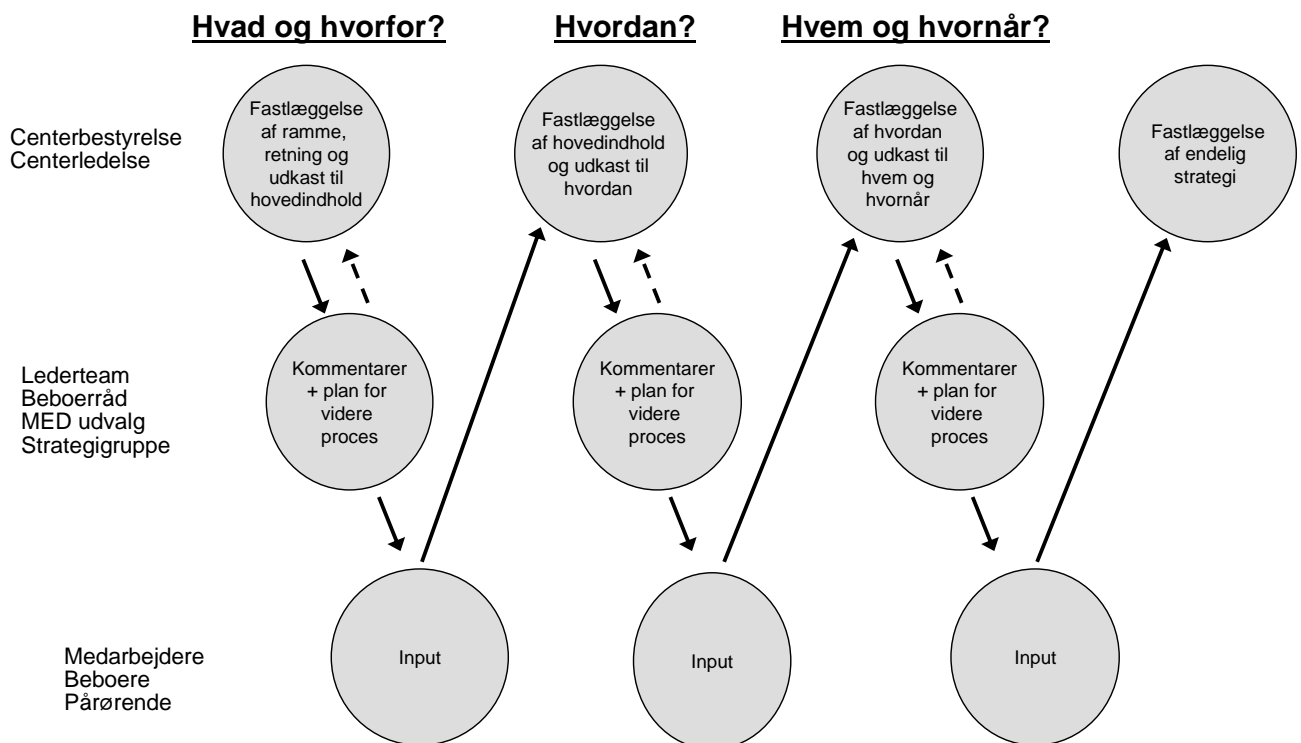 Hvad og hvorfor?
Hvordan?
Hvem og hvornår?
Centerbestyrelse
Centerledelse
Fastlæggelse
af ramme,
retning og
udkast til
hovedindhold
Fastlæggelse
af hovedindhold
og udkast til
hvordan
Fastlæggelse
af hvordan
og udkast til
hvem og
hvornår
Fastlæggelse
af endelig
strategi
Lederteam
Beboerråd
MED udvalg
Strategigruppe
Kommentarer
+ plan for
videre
proces
Kommentarer
+ plan for
videre
proces
Kommentarer
+ plan for
videre
proces
Medarbejdere
Beboere
Pårørende
Input
Input
Input